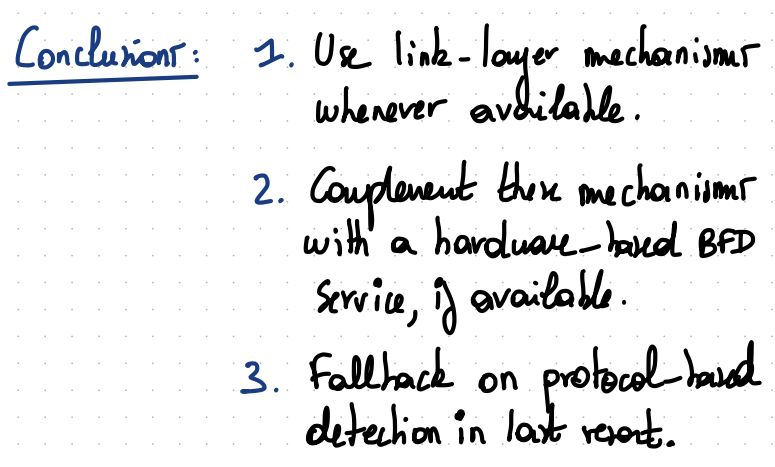 Conclusions: 1. Use link-layer mechanisms
whenever available.
2. Complement these mechanisms
with a hardware-based BFD
service, if available.
3. Fallback on protocol-based
detection in last resort.